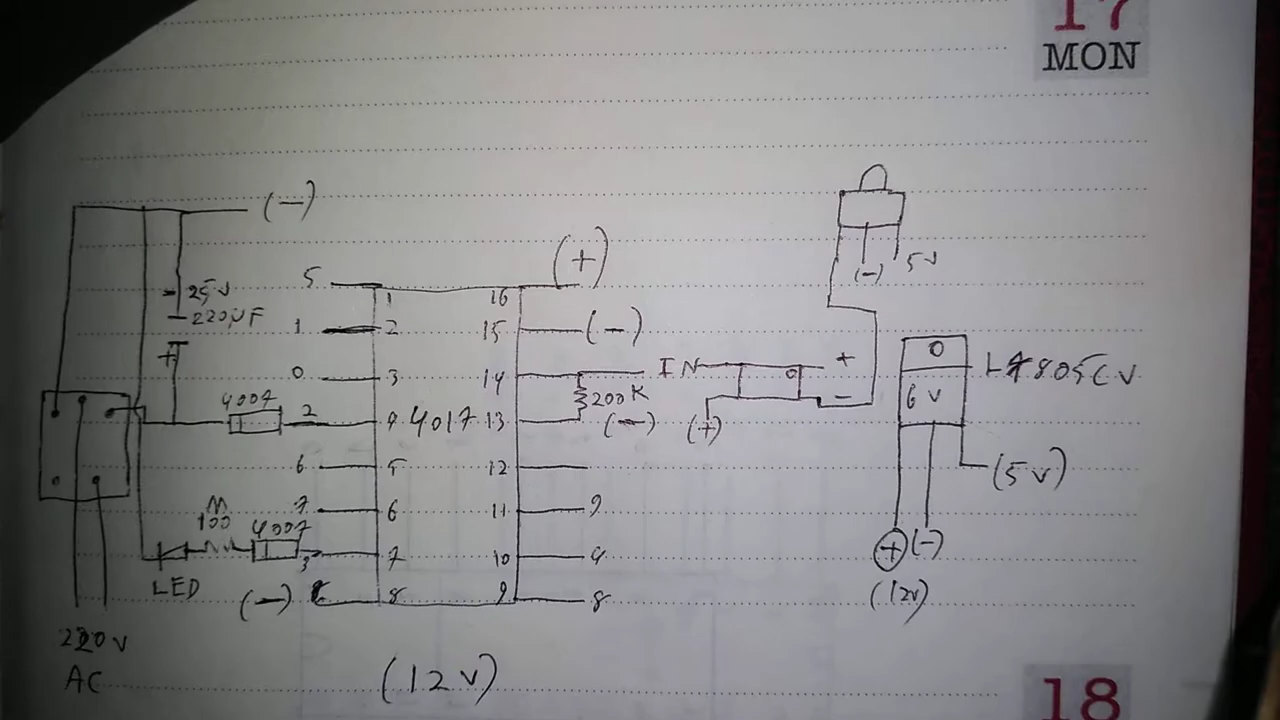 17
MON
(-)
25V
220µF
+
4007
LED
100
4007
(-)
220V
AC
(12V)
5 1 16 (+)
1 2 15 (-)
0 3 14 IN
200K
2 4 4017 13 (-)
6 5 12
7 6 11 9
3 7 10 4
8 9 8
(+)
+
-
(-) 5V
0
L7805CV
6V
(5V)
+ (-)
(12V)
18